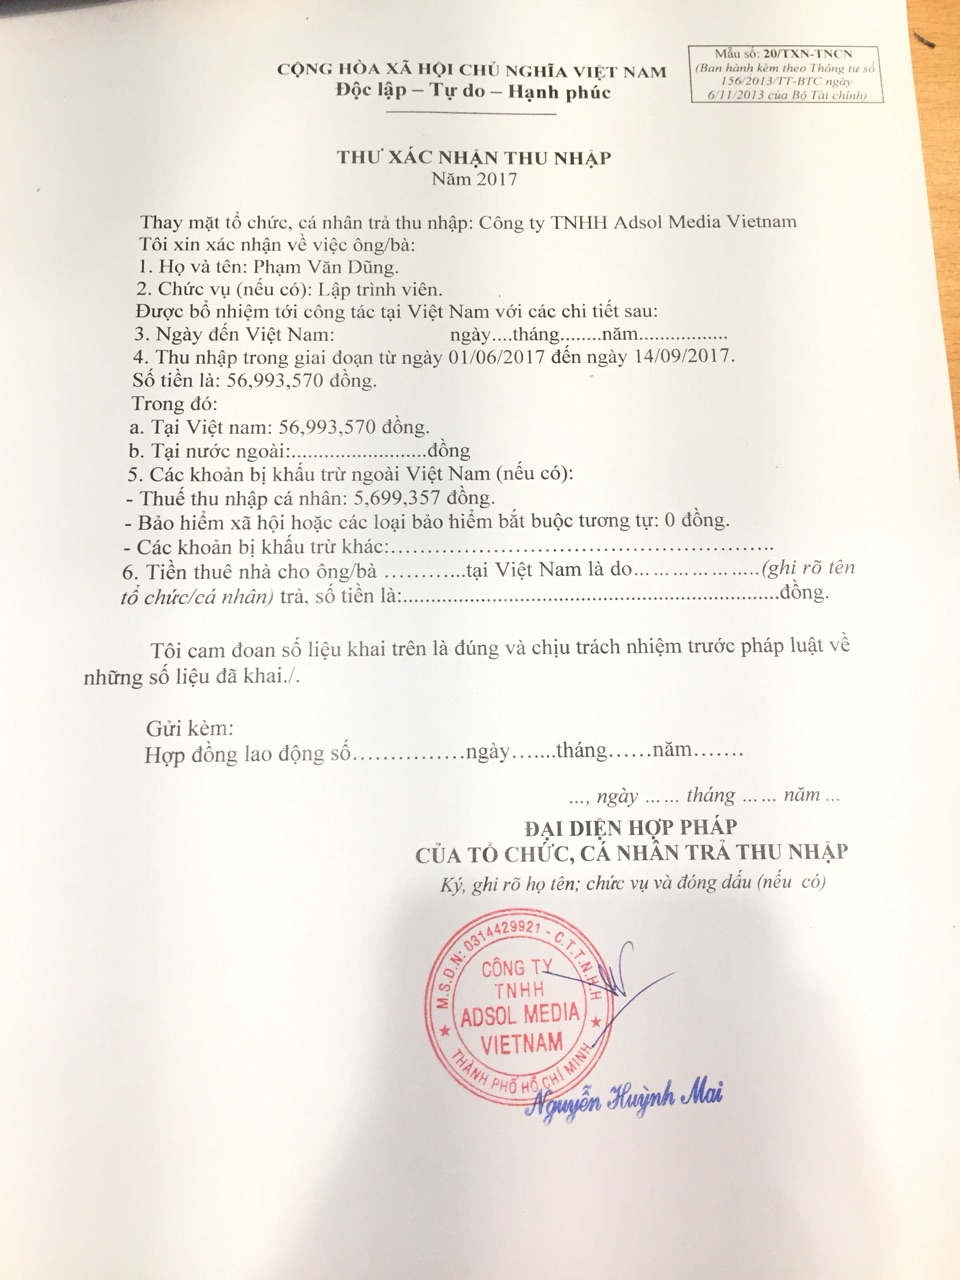 CỘNG HÒA XÃ HỘI CHỦ NGHĨA VIỆT NAM
Độc lập – Tự do – Hạnh phúc
Mẫu số: 20/TXN-TNCN
(Ban hành kèm theo Thông tư số
156/2013/TT-BTC ngày
6/11/2013 của Bộ Tài chính)
THƯ XÁC NHẬN THU NHẬP
Năm 2017
Thay mặt tổ chức, cá nhân trả thu nhập: Công ty TNHH Adsol Media Vietnam
Tôi xin xác nhận về việc ông/bà:
1. Họ và tên: Phạm Văn Dũng.
2. Chức vụ (nếu có): Lập trình viên.
Được bổ nhiệm tới công tác tại Việt Nam với các chi tiết sau:
3. Ngày đến Việt Nam: ngày....tháng........năm.................
4. Thu nhập trong giai đoạn từ ngày 01/06/2017 đến ngày 14/09/2017.
Số tiền là: 56,993,570 đồng.
Trong đó:
a. Tại Việt nam: 56,993,570 đồng.
b. Tại nước ngoài:.........................đồng
5. Các khoản bị khấu trừ ngoài Việt Nam (nếu có):
- Thuế thu nhập cá nhân: 5,699,357 đồng.
- Bảo hiểm xã hội hoặc các loại bảo hiểm bắt buộc tương tự: 0 đồng.
- Các khoản bị khấu trừ khác:…………………………………………….
6. Tiền thuê nhà cho ông/bà ………...tại Việt Nam là do………………..(ghi rõ tên
tổ chức/cá nhân) trả, số tiền là:.................................................................đồng.
Tôi cam đoan số liệu khai trên là đúng và chịu trách nhiệm trước pháp luật về
những số liệu đã khai./.
Gửi kèm:
Hợp đồng lao động số…………..ngày…....tháng……năm…….
..., ngày …… tháng …… năm ...
ĐẠI DIỆN HỢP PHÁP
CỦA TỔ CHỨC, CÁ NHÂN TRẢ THU NHẬP
Ký, ghi rõ họ tên; chức vụ và đóng dấu (nếu có)
M.S.D.N: 0314429921 - C.T.T.N.H.H
CÔNG TY
TNHH
ADSOL MEDIA
VIETNAM
THÀNH PHỐ HỒ CHÍ MINH
Nguyễn Huỳnh Mai